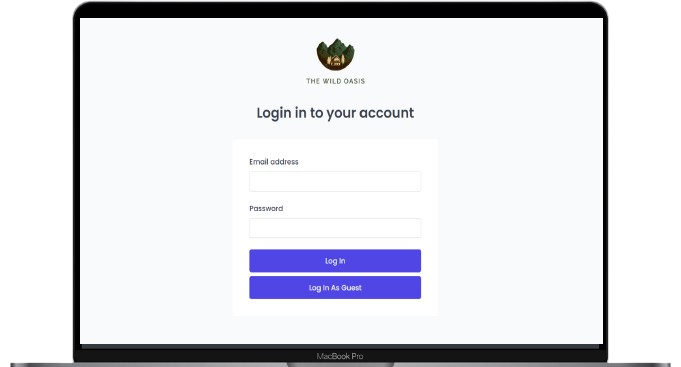 THE WILD OASIS
Login in to your account
Email address
Password
Log In
Log In As Guest
MacBook Pro